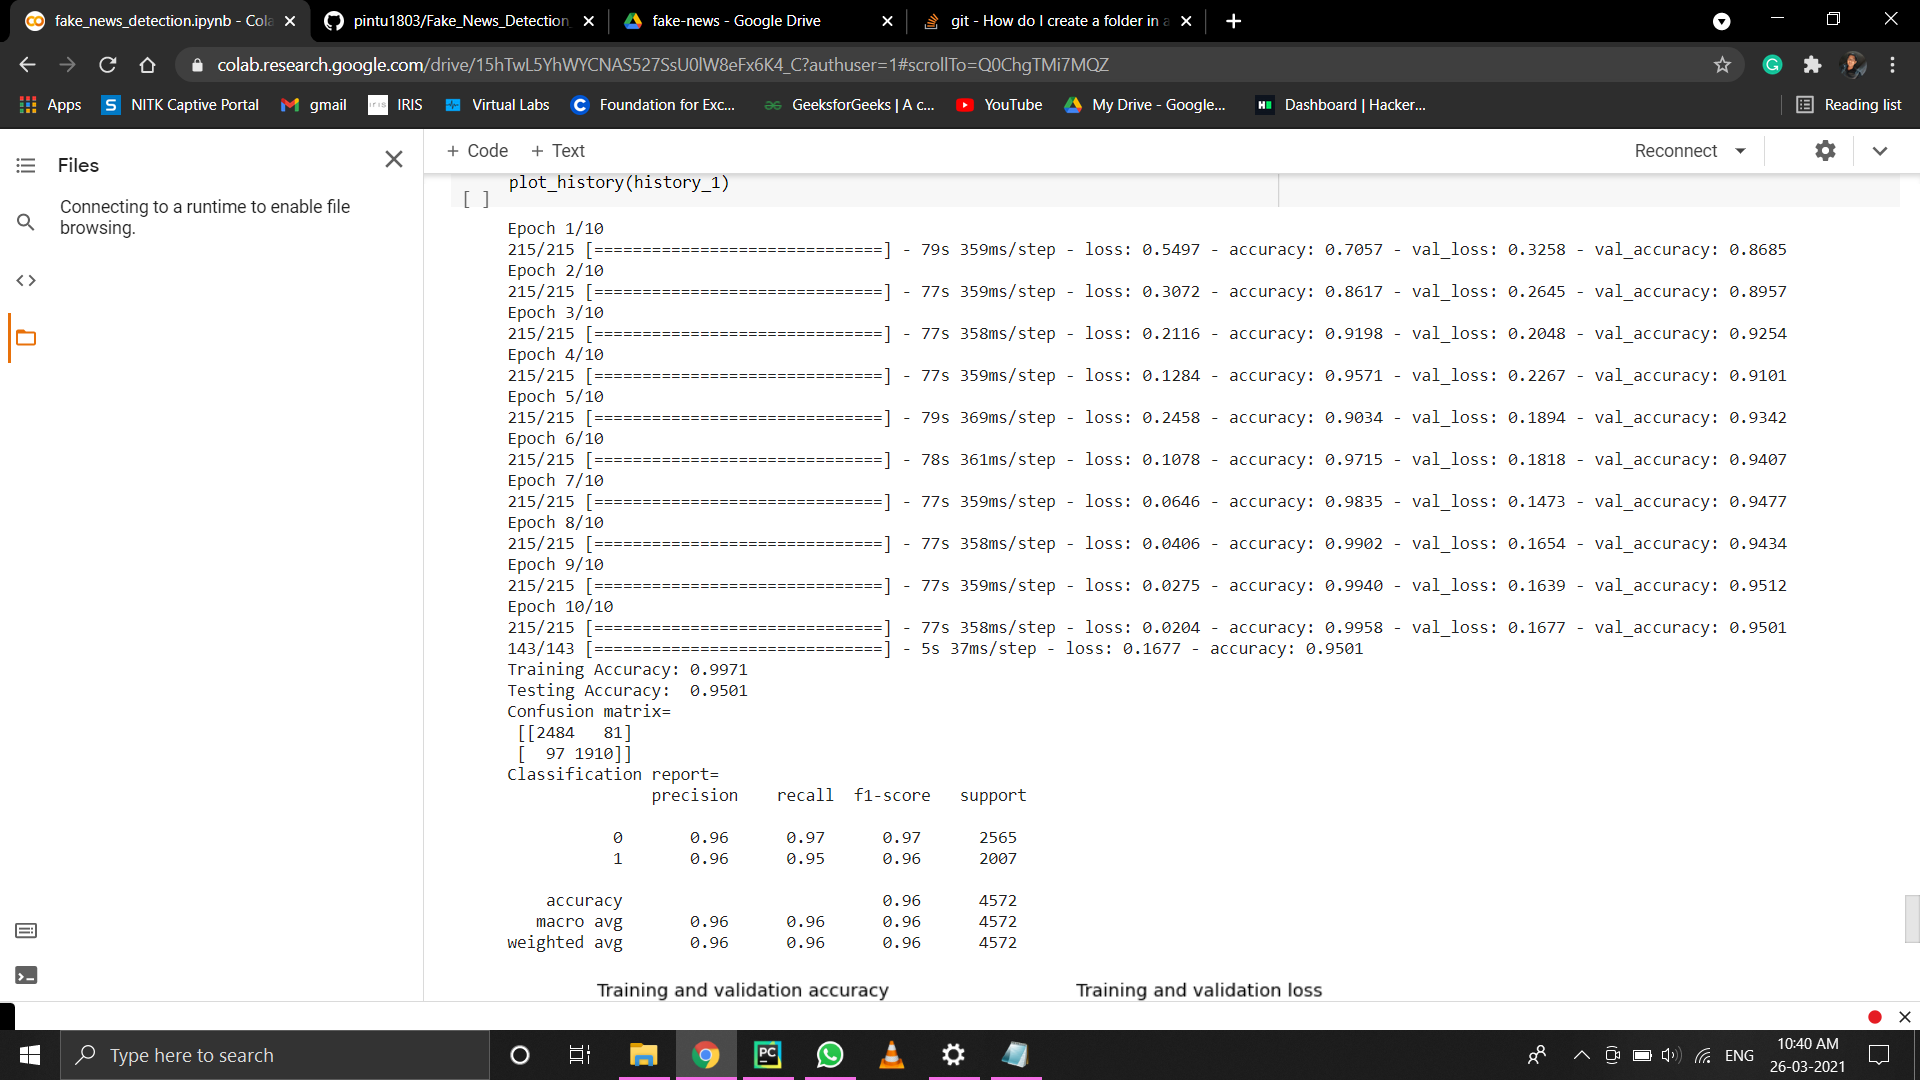 fake_news_detection.ipynb - Cola
pintu1803/Fake_News_Detection
fake-news - Google Drive
git - How do I create a folder in a
colab.research.google.com/drive/15hTwL5YhWYCNAS527SsU0lW8eFx6K4_C?authuser=1#scrollTo=Q0ChgTMi7MQZ
Apps
NITK Captive Portal
gmail
IRIS
Virtual Labs
Foundation for Exc...
GeeksforGeeks | A c...
YouTube
My Drive - Google...
Dashboard | Hacker...
Reading list
Files
Connecting to a runtime to enable file
browsing.
+ Code + Text
Reconnect
plot_history(history_1)
[ ]
Epoch 1/10
215/215 [==============================] - 79s 359ms/step - loss: 0.5497 - accuracy: 0.7057 - val_loss: 0.3258 - val_accuracy: 0.8685
Epoch 2/10
215/215 [==============================] - 77s 359ms/step - loss: 0.3072 - accuracy: 0.8617 - val_loss: 0.2645 - val_accuracy: 0.8957
Epoch 3/10
215/215 [==============================] - 77s 358ms/step - loss: 0.2116 - accuracy: 0.9198 - val_loss: 0.2048 - val_accuracy: 0.9254
Epoch 4/10
215/215 [==============================] - 77s 359ms/step - loss: 0.1284 - accuracy: 0.9571 - val_loss: 0.2267 - val_accuracy: 0.9101
Epoch 5/10
215/215 [==============================] - 79s 369ms/step - loss: 0.2458 - accuracy: 0.9034 - val_loss: 0.1894 - val_accuracy: 0.9342
Epoch 6/10
215/215 [==============================] - 78s 361ms/step - loss: 0.1078 - accuracy: 0.9715 - val_loss: 0.1818 - val_accuracy: 0.9407
Epoch 7/10
215/215 [==============================] - 77s 359ms/step - loss: 0.0646 - accuracy: 0.9835 - val_loss: 0.1473 - val_accuracy: 0.9477
Epoch 8/10
215/215 [==============================] - 77s 358ms/step - loss: 0.0406 - accuracy: 0.9902 - val_loss: 0.1654 - val_accuracy: 0.9434
Epoch 9/10
215/215 [==============================] - 77s 359ms/step - loss: 0.0275 - accuracy: 0.9940 - val_loss: 0.1639 - val_accuracy: 0.9512
Epoch 10/10
215/215 [==============================] - 77s 358ms/step - loss: 0.0204 - accuracy: 0.9958 - val_loss: 0.1677 - val_accuracy: 0.9501
143/143 [==============================] - 5s 37ms/step - loss: 0.1677 - accuracy: 0.9501
Training Accuracy: 0.9971
Testing Accuracy: 0.9501
Confusion matrix=
[[2484 81]
[ 97 1910]]
Classification report=
precision recall f1-score support
0 0.96 0.97 0.97 2565
1 0.96 0.95 0.96 2007
accuracy 0.96 4572
macro avg 0.96 0.96 0.96 4572
weighted avg 0.96 0.96 0.96 4572
Training and validation accuracy
Training and validation loss
Type here to search
ENG
10:40 AM
26-03-2021